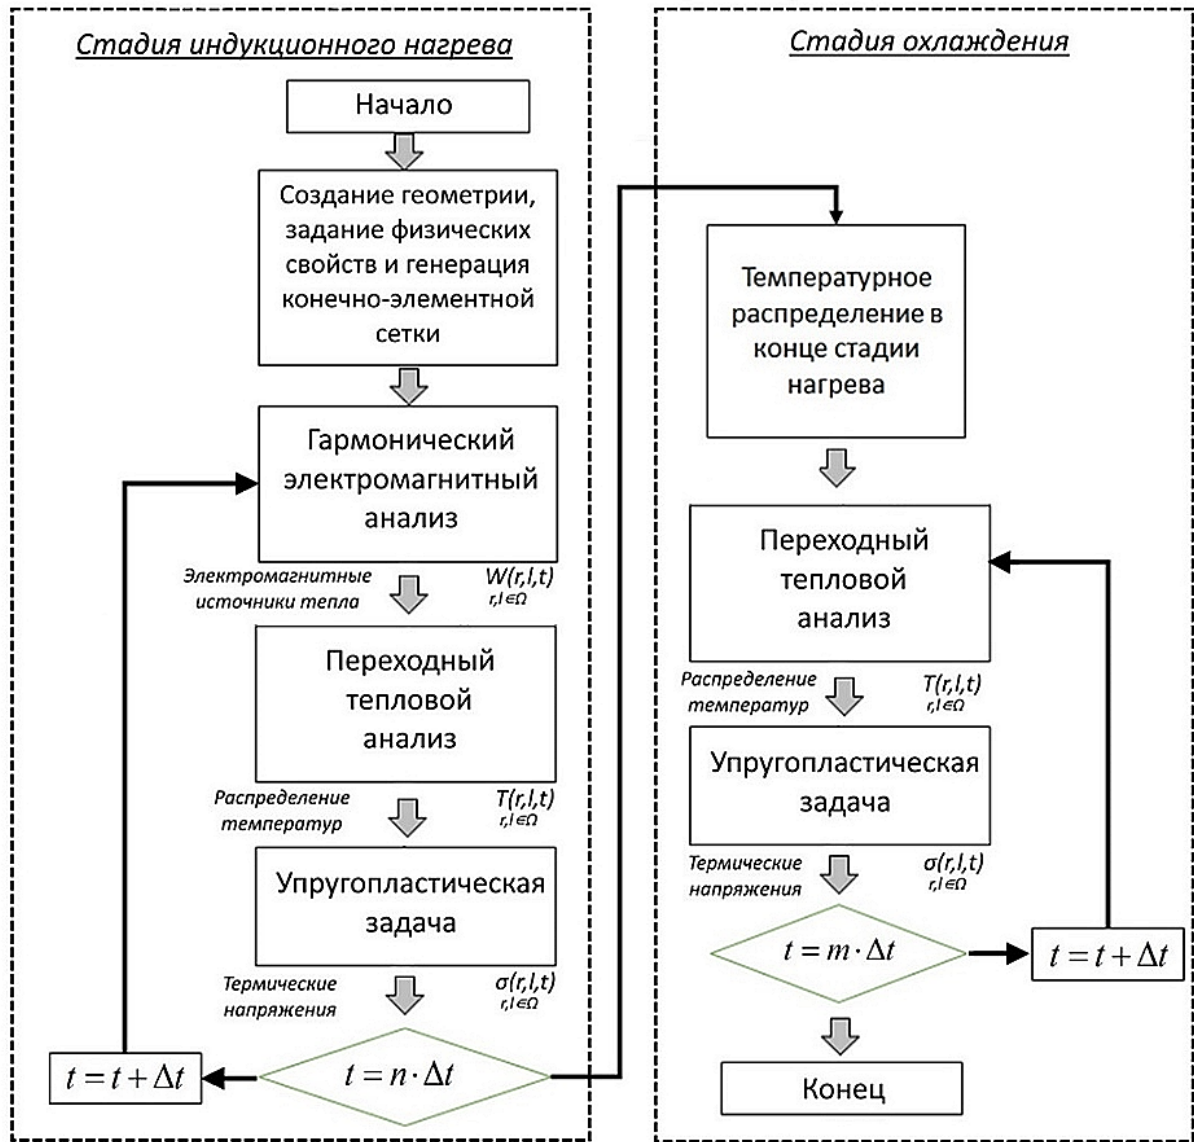 Стадия индукционного нагрева
Начало
Создание геометрии,
задание физических
свойств и генерация
конечно-элементной
сетки
Гармонический
электромагнитный
анализ
Электромагнитные
источники тепла
W(r,l,t)
r,l∈Ω
Переходный
тепловой
анализ
Распределение
температур
T(r,l,t)
r,l∈Ω
Упругопластическая
задача
Термические
напряжения
σ(r,l,t)
r,l∈Ω
t = n · Δt
t = t + Δt
Стадия охлаждения
Температурное
распределение в
конце стадии
нагрева
Переходный
тепловой
анализ
Распределение
температур
T(r,l,t)
r,l∈Ω
Упругопластическая
задача
Термические
напряжения
σ(r,l,t)
r,l∈Ω
t = m · Δt
t = t + Δt
Конец